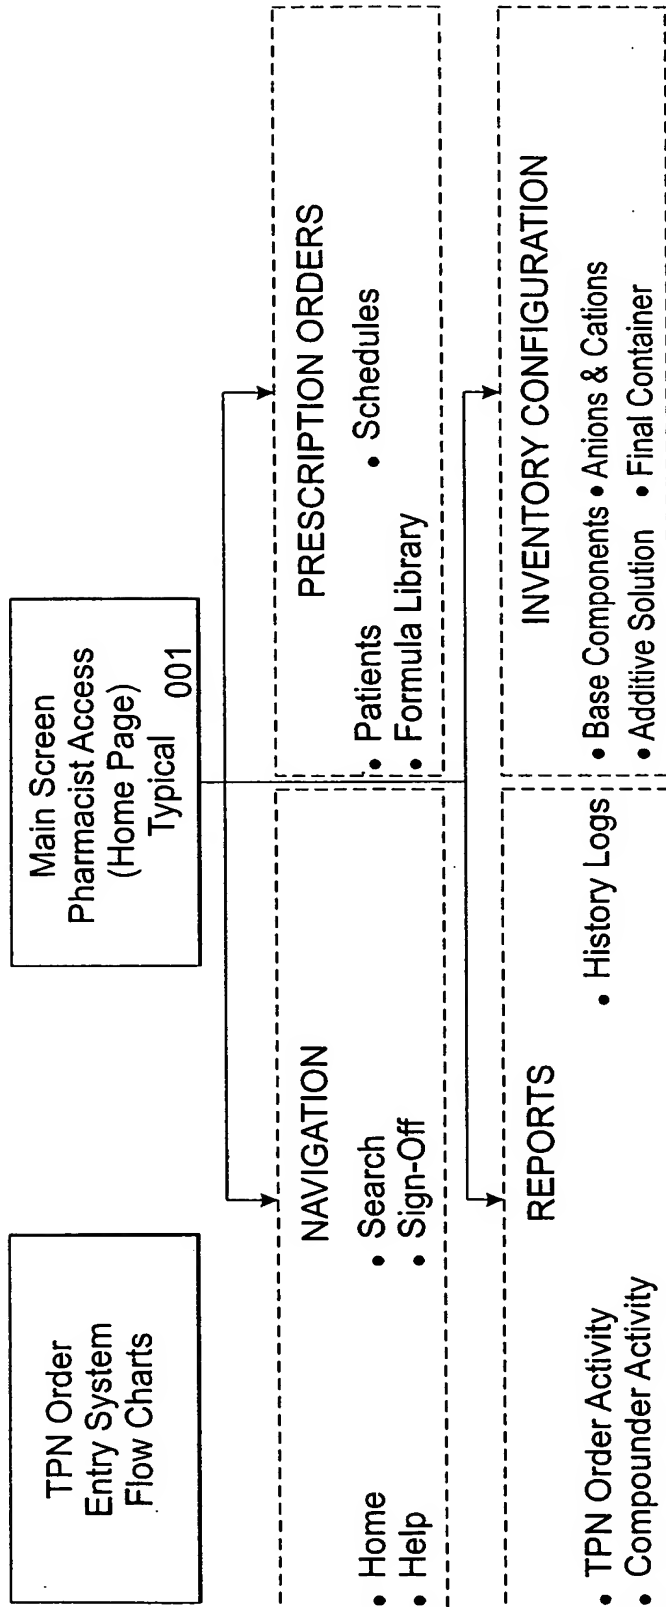 TPN Order
Entry System
Flow Charts
Main Screen
Pharmacist Access
(Home Page)
Typical 001
NAVIGATION
• Home • Search
• Help • Sign-Off
PRESCRIPTION ORDERS
• Patients • Schedules
• Formula Library
REPORTS
• TPN Order Activity • History Logs
• Compounder Activity
INVENTORY CONFIGURATION
• Base Components • Anions & Cations
• Additive Solution • Final Container